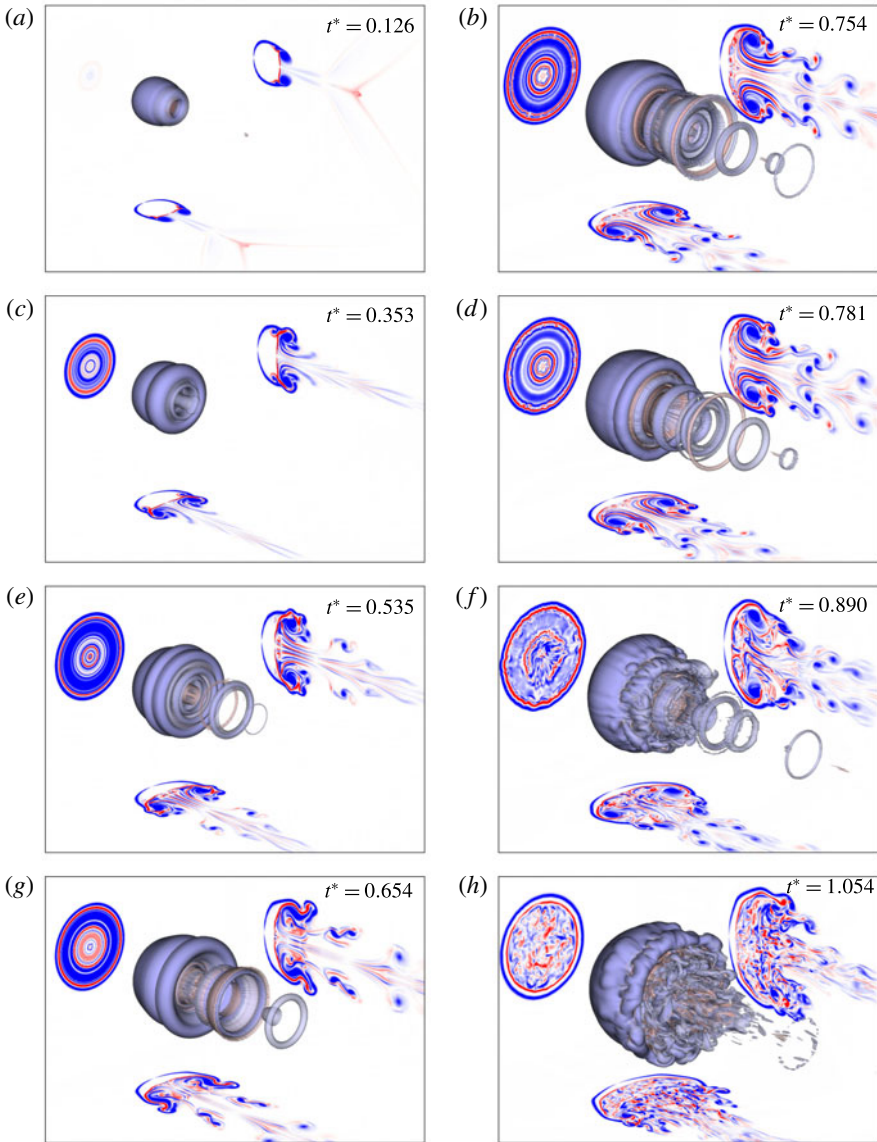 (a) t* = 0.126
(b) t* = 0.754
(c) t* = 0.353
(d) t* = 0.781
(e) t* = 0.535
(f) t* = 0.890
(g) t* = 0.654
(h) t* = 1.054